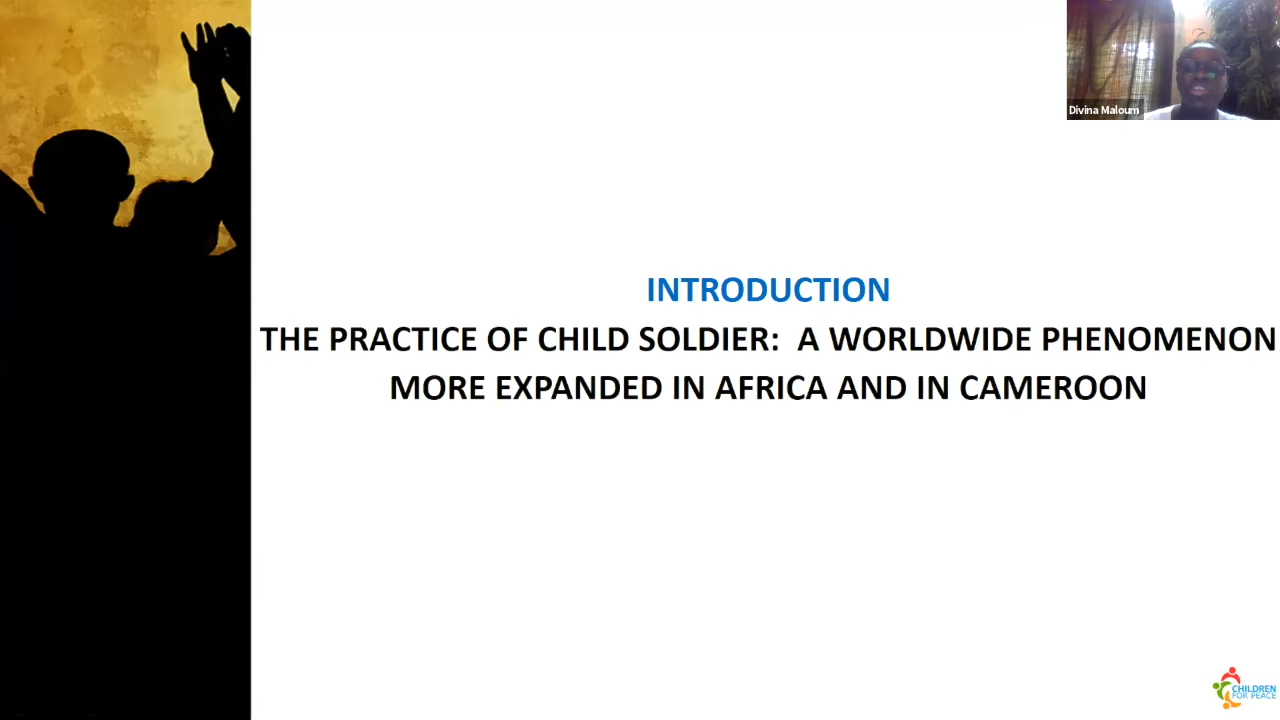 Divina Maloum
INTRODUCTION
THE PRACTICE OF CHILD SOLDIER: A WORLDWIDE PHENOMENON
MORE EXPANDED IN AFRICA AND IN CAMEROON
CHILDREN
FOR PEACE